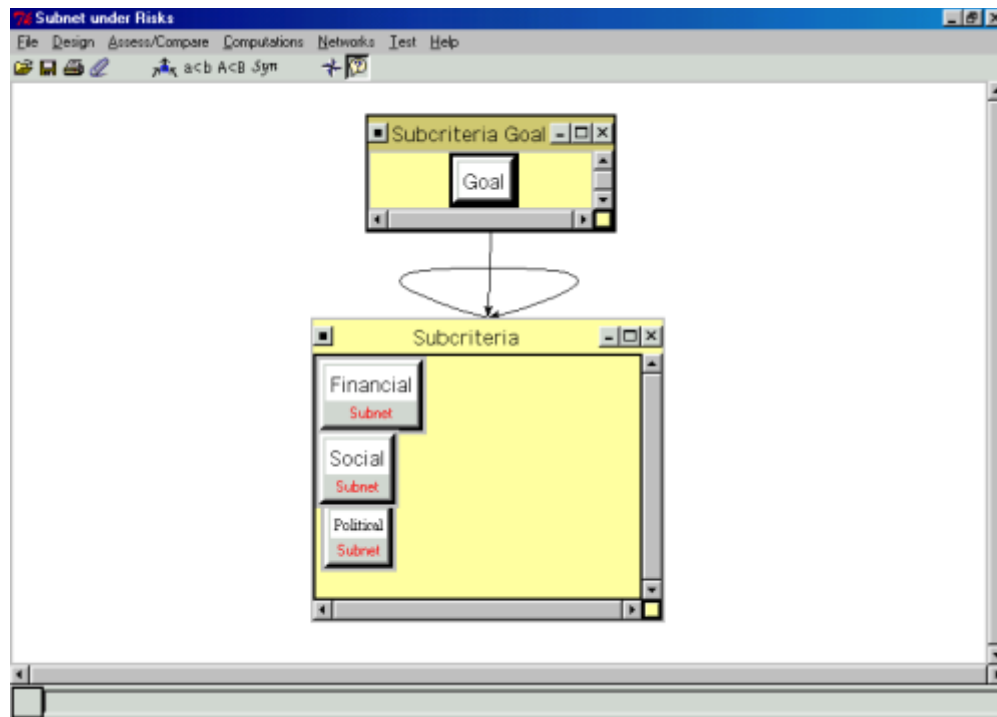 Subnet under Risks
File Design Assess/Compare Computations Networks Test Help
a<b A<B Syn
Subcriteria Goal
Goal
Subcriteria
Financial
Subnet
Social
Subnet
Political
Subnet